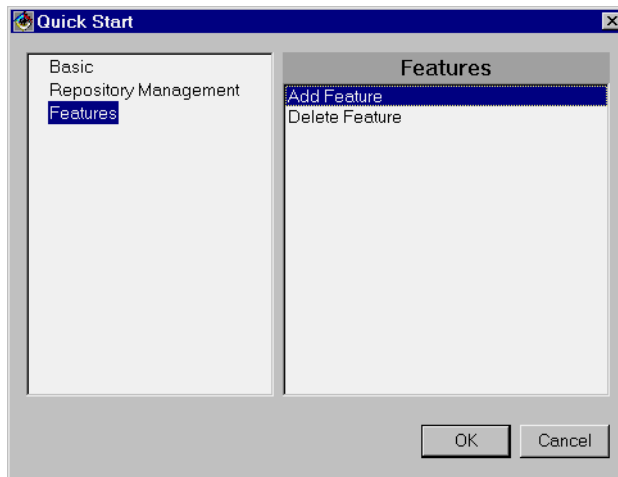 Quick Start
Basic
Repository Management
Features
Features
Add Feature
Delete Feature
OK
Cancel